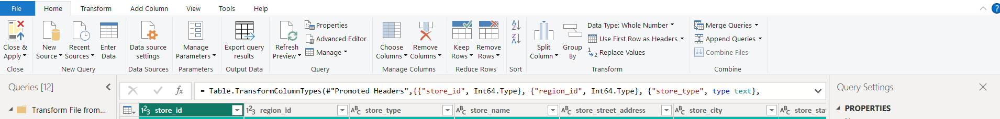 File Home Transform Add Column View Tools Help
Close & Apply
New Source
Recent Sources
Enter Data
Data source settings
Manage Parameters
Export query results
Refresh Preview
Properties
Advanced Editor
Manage
Choose Columns
Remove Columns
Keep Rows
Remove Rows
Split Column
Group By
Data Type: Whole Number
Use First Row as Headers
Replace Values
Merge Queries
Append Queries
Combine Files
Close New Query Data Sources Parameters Output Data Query Manage Columns Reduce Rows Sort Transform Combine
Queries [12]
fx = Table.TransformColumnTypes(#"Promoted Headers",{{"store_id", Int64.Type}, {"region_id", Int64.Type}, {"store_type", type text},
Query Settings
Transform File from...
store_id region_id store_type store_name store_street_address store_city store_sta
PROPERTIES